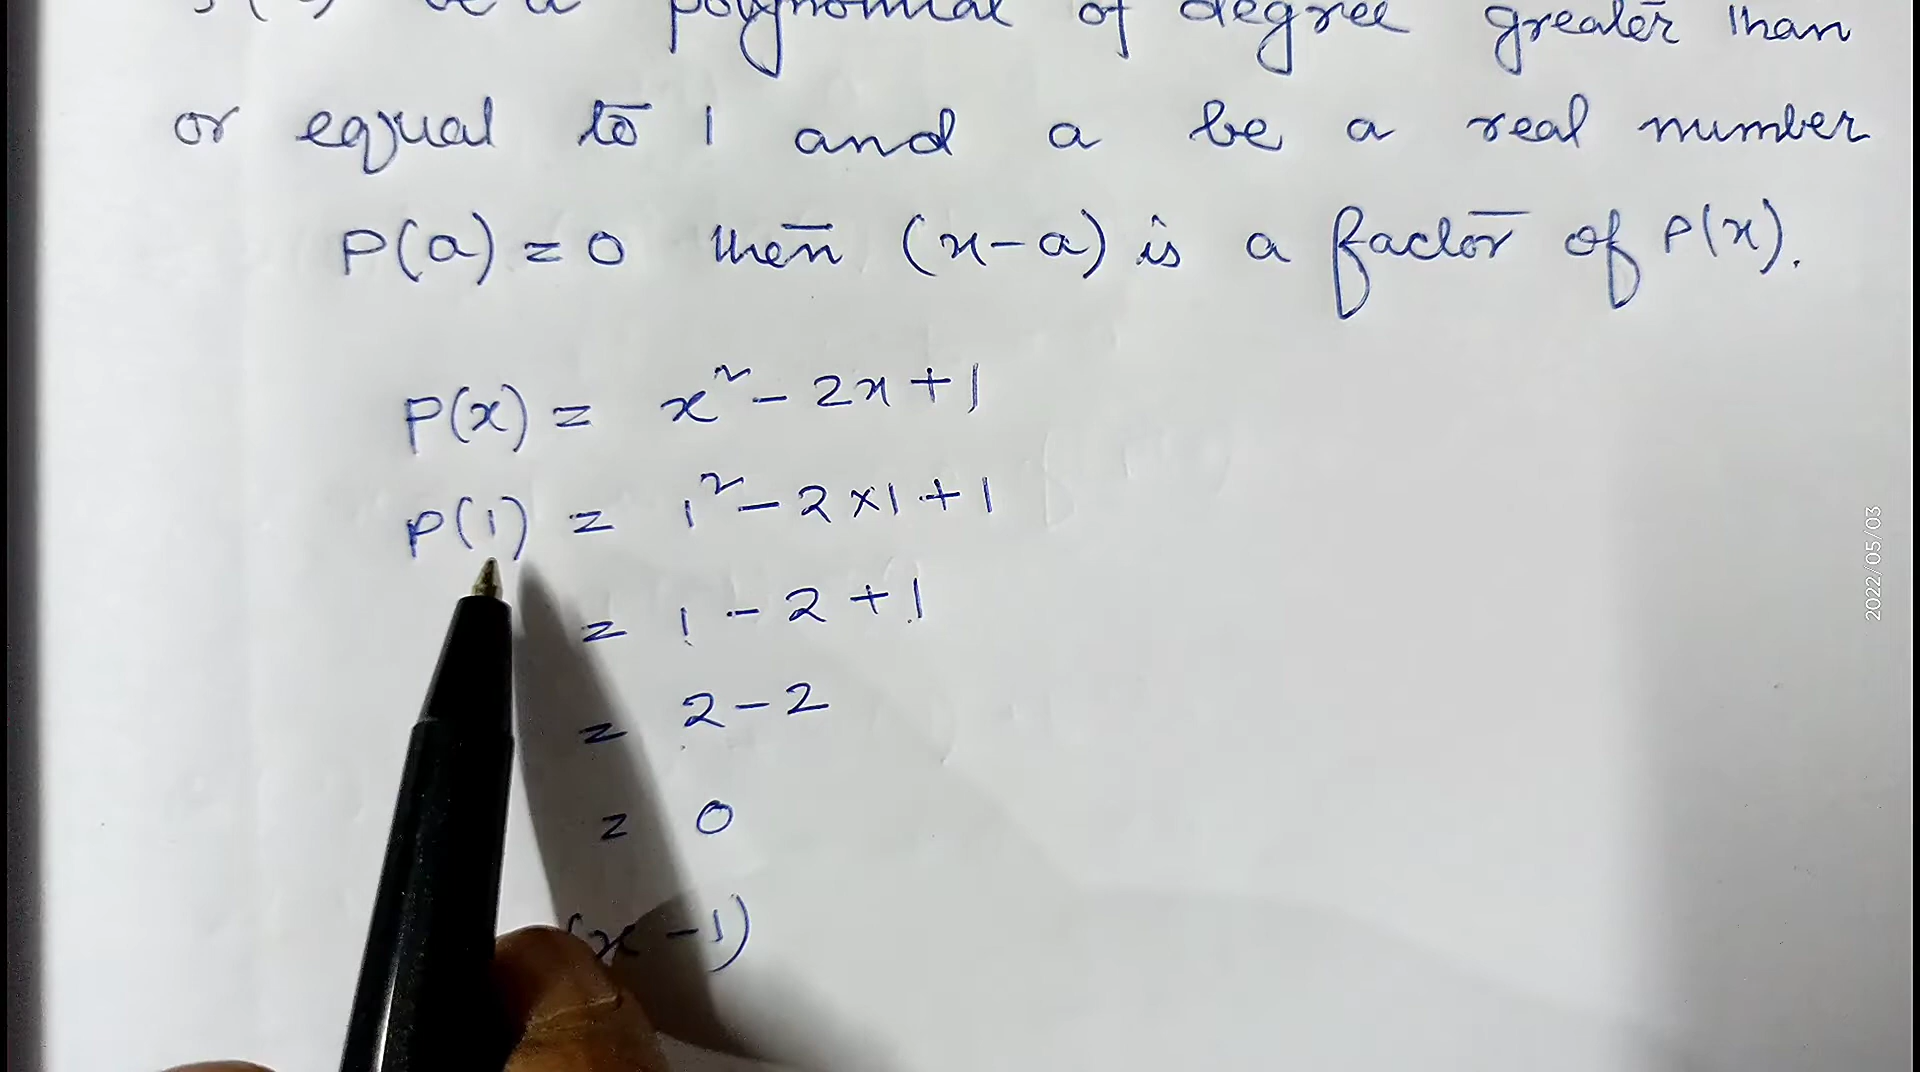 be a polynomial of degree greater than
or equal to 1 and a be a real number
P(a) = 0 then (x-a) is a factor of P(x).
P(x) = x² - 2x + 1
P(1) = 1² - 2×1 + 1
= 1 - 2 + 1
= 2 - 2
= 0
(x - 1)
2022/05/03